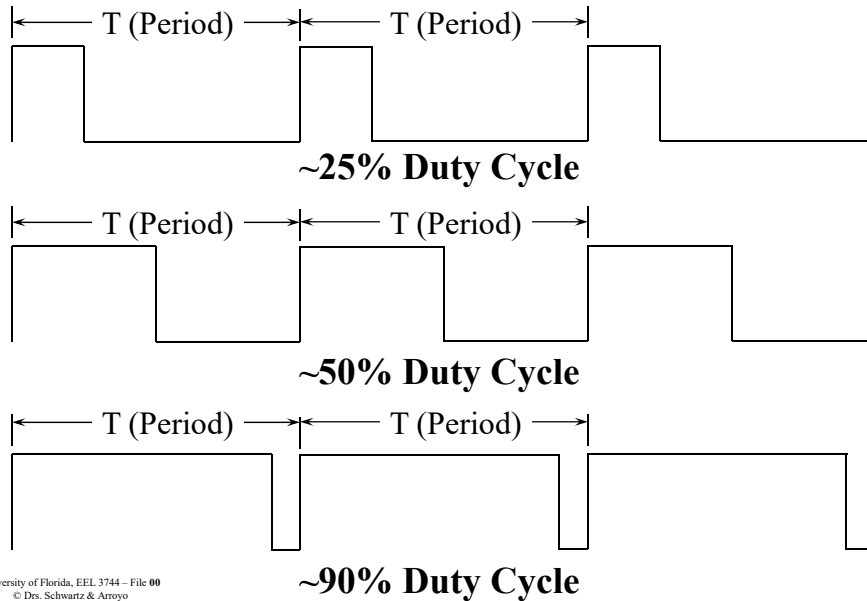 T (Period) T (Period)
~25% Duty Cycle
T (Period) T (Period)
~50% Duty Cycle
T (Period) T (Period)
~90% Duty Cycle
versity of Florida, EEL 3744 – File 00
© Drs. Schwartz & Arroyo